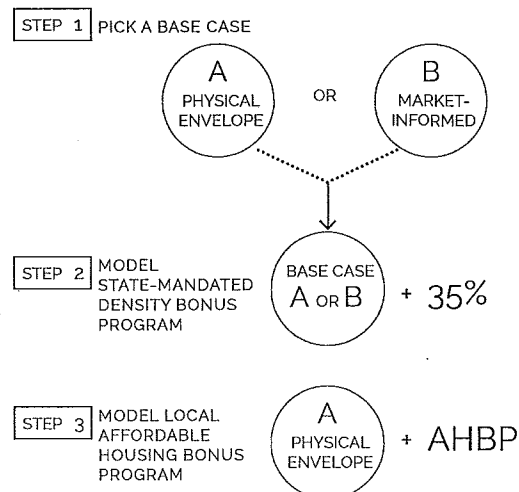 STEP 1 PICK A BASE CASE
A
PHYSICAL
ENVELOPE
OR
B
MARKET-
INFORMED
STEP 2
MODEL
STATE-MANDATED
DENSITY BONUS
PROGRAM
BASE CASE
A OR B
+ 35%
STEP 3
MODEL LOCAL
AFFORDABLE
HOUSING BONUS
PROGRAM
A
PHYSICAL
ENVELOPE
+ AHBP